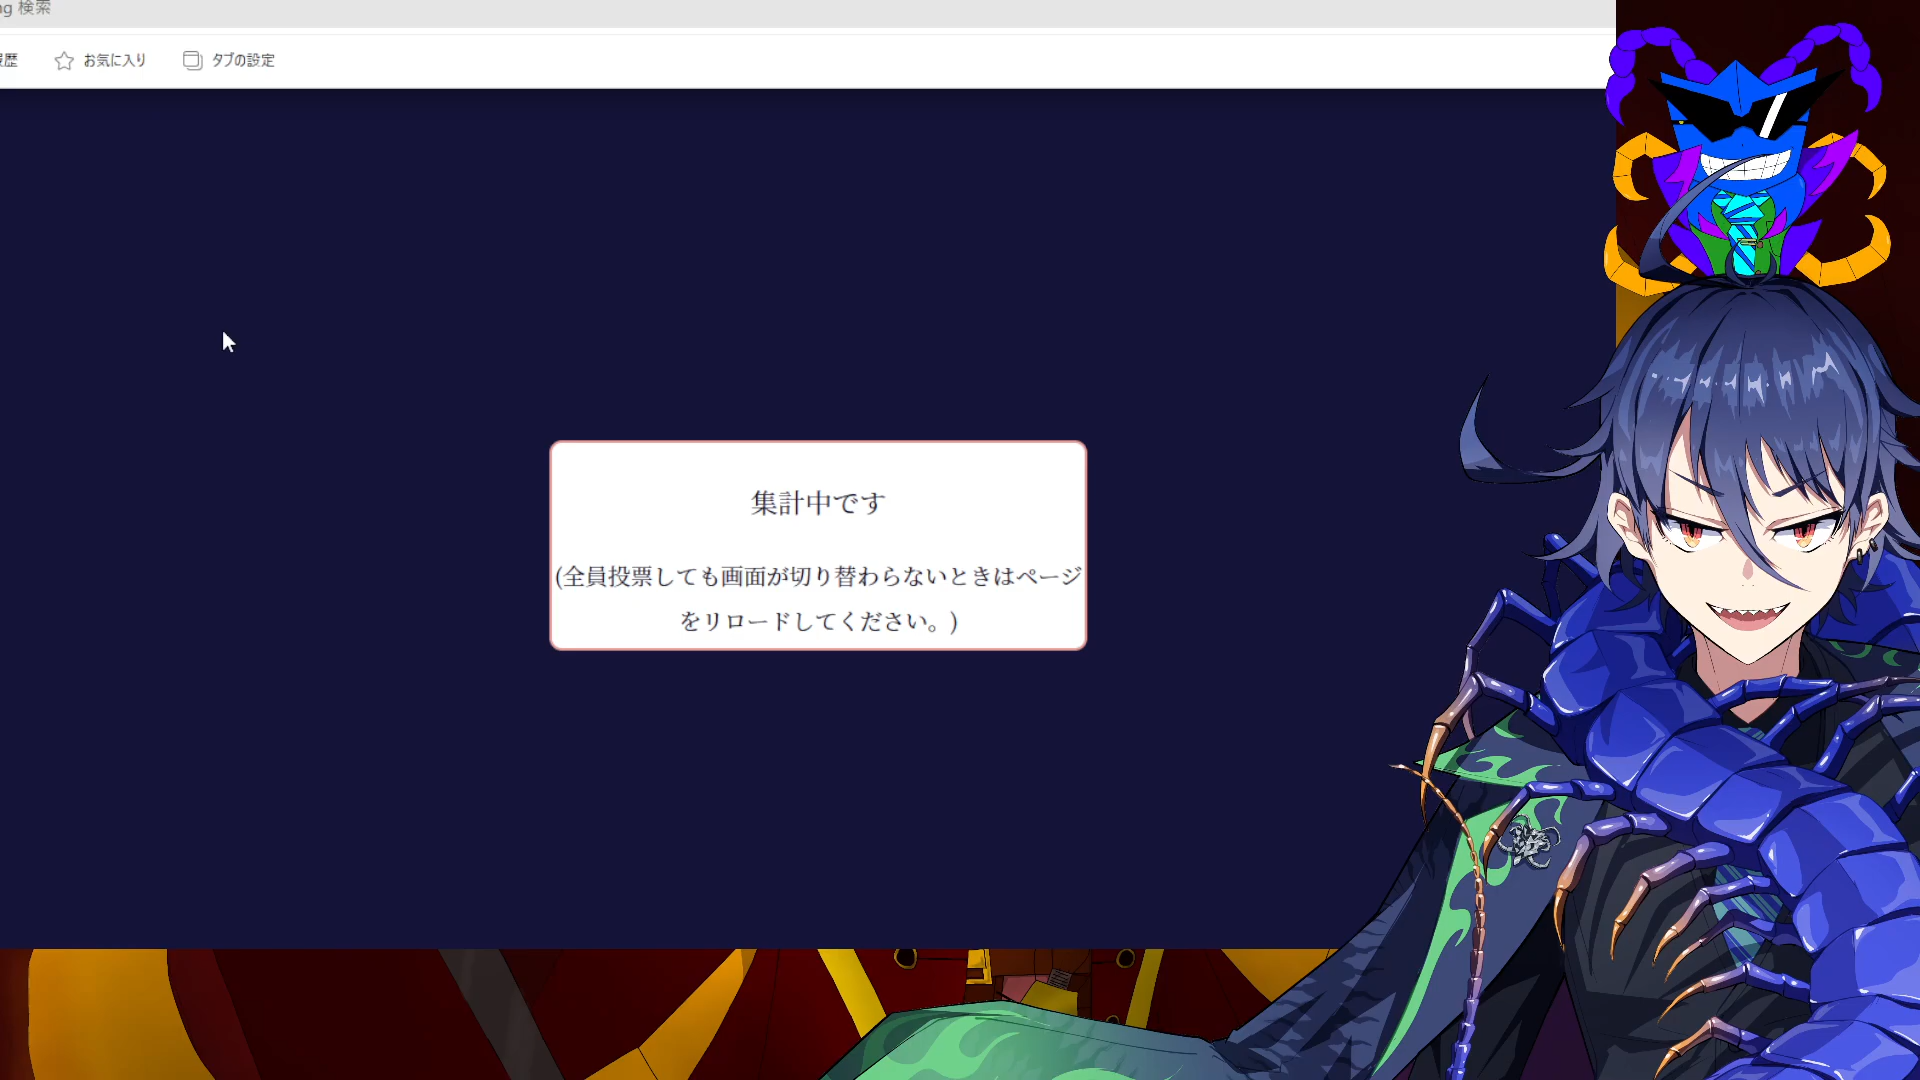 ng 検索
歴
お気に入り
タブの設定
集計中です
(全員投票しても画面が切り替わらないときはページ
をリロードしてください。)